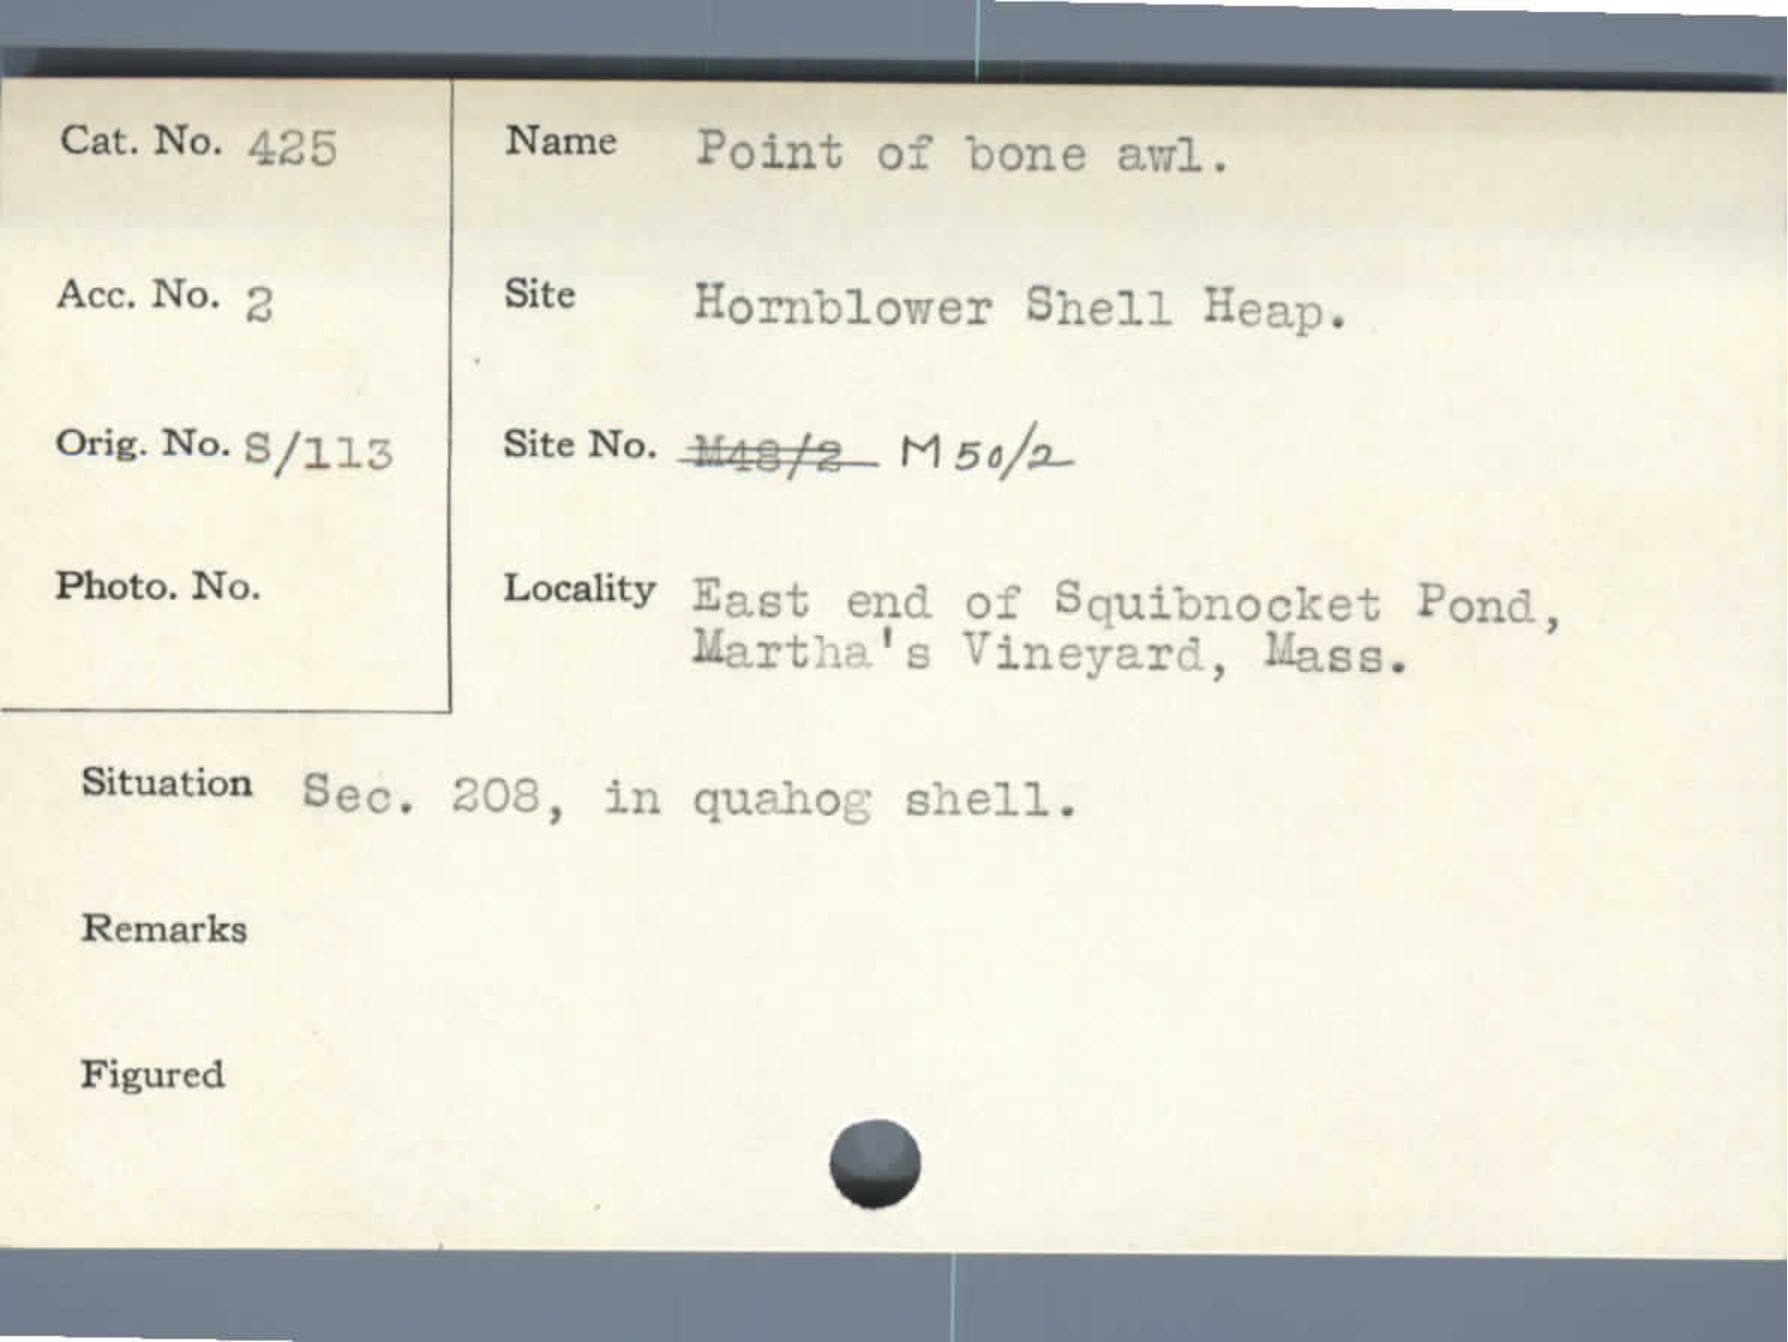 Cat. No. 425
Name Point of bone awl.
Acc. No. 2
Site Hornblower Shell Heap.
Orig. No. S/113
Site No. M48/2 M50/2
Photo. No.
Locality East end of Squibnocket Pond,
Martha's Vineyard, Mass.
Situation Sec. 208, in quahog shell.
Remarks
Figured